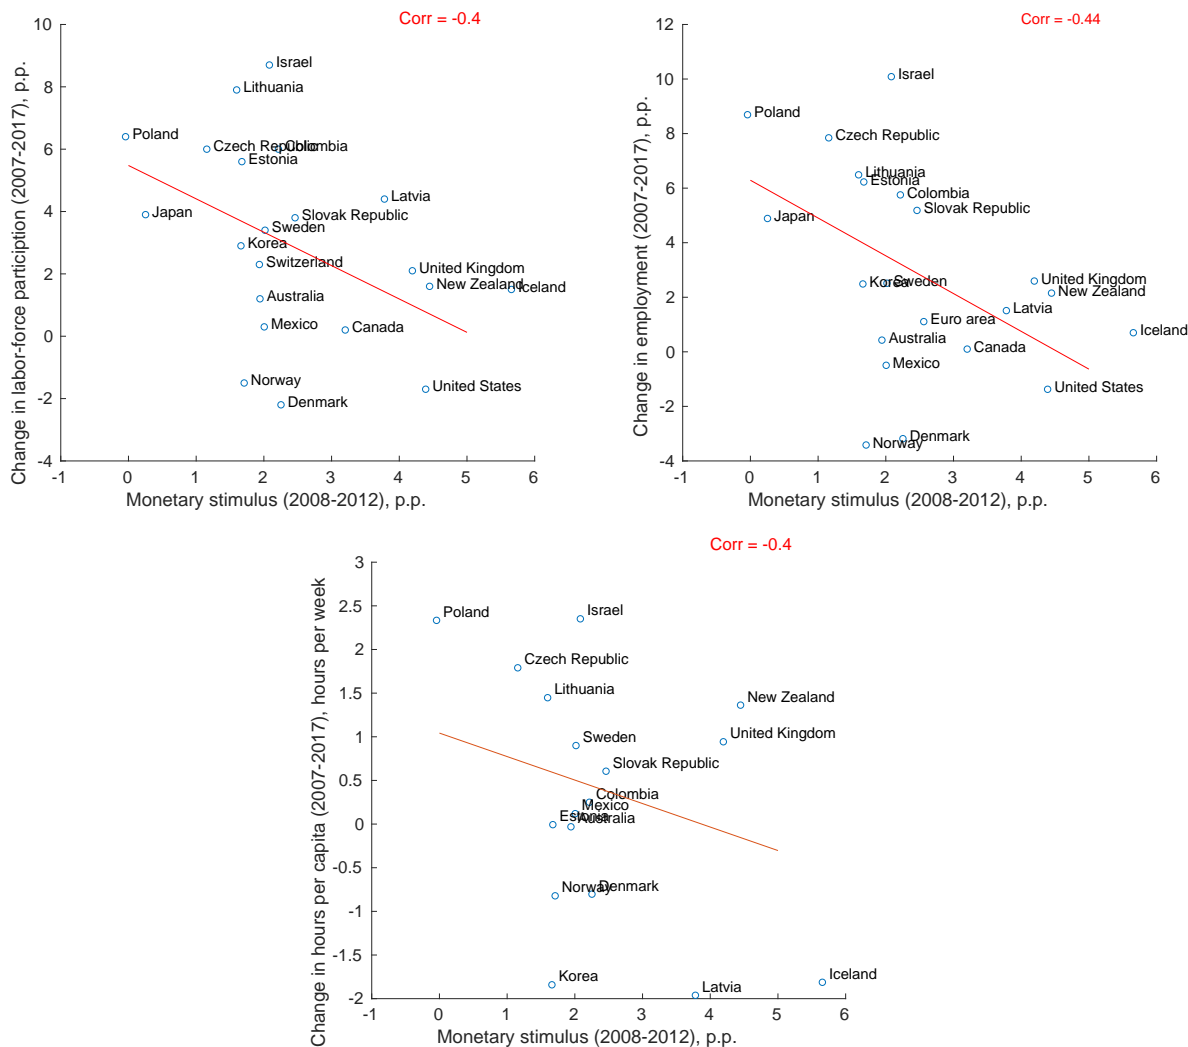 Corr = -0.4
10
8
6
4
2
0
-2
-4
Change in labor-force participtation (2007-2017), p.p.
Israel
Lithuania
Poland
Czech Republic
Colombia
Estonia
Latvia
Japan
Slovak Republic
Sweden
Korea
Switzerland
United Kingdom
New Zealand
Iceland
Australia
Mexico
Canada
Norway
United States
Denmark
-1 0 1 2 3 4 5 6
Monetary stimulus (2008-2012), p.p.
Corr = -0.44
12
10
8
6
4
2
0
-2
-4
Change in employment (2007-2017), p.p.
Israel
Poland
Czech Republic
Lithuania
Estonia
Colombia
Slovak Republic
Japan
Korea
Sweden
United Kingdom
New Zealand
Latvia
Euro area
Iceland
Australia
Canada
Mexico
United States
Denmark
Norway
-1 0 1 2 3 4 5 6
Monetary stimulus (2008-2012), p.p.
Corr = -0.4
3
2.5
2
1.5
1
0.5
0
-0.5
-1
-1.5
-2
Change in hours per capita (2007-2017), hours per week
Poland
Israel
Czech Republic
Lithuania
New Zealand
Sweden
United Kingdom
Slovak Republic
Colombia
Mexico
Estonia
Australia
Norway
Denmark
Korea
Iceland
Latvia
-1 0 1 2 3 4 5 6
Monetary stimulus (2008-2012), p.p.